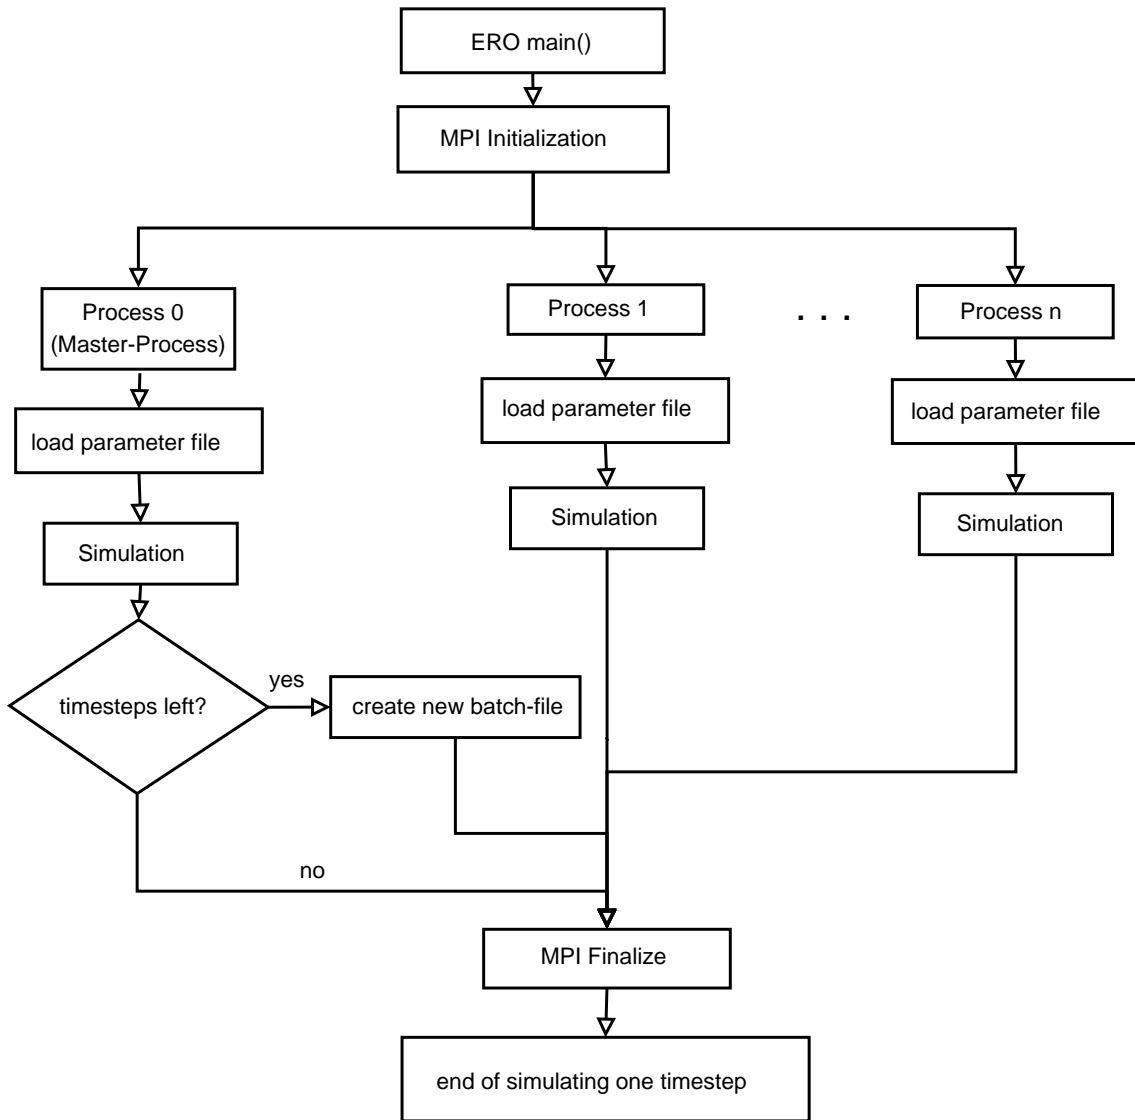 ERO main()
MPI Initialization
Process 0
(Master-Process)
Process 1
. . .
Process n
load parameter file
load parameter file
load parameter file
Simulation
Simulation
Simulation
timesteps left?
yes
create new batch-file
no
MPI Finalize
end of simulating one timestep